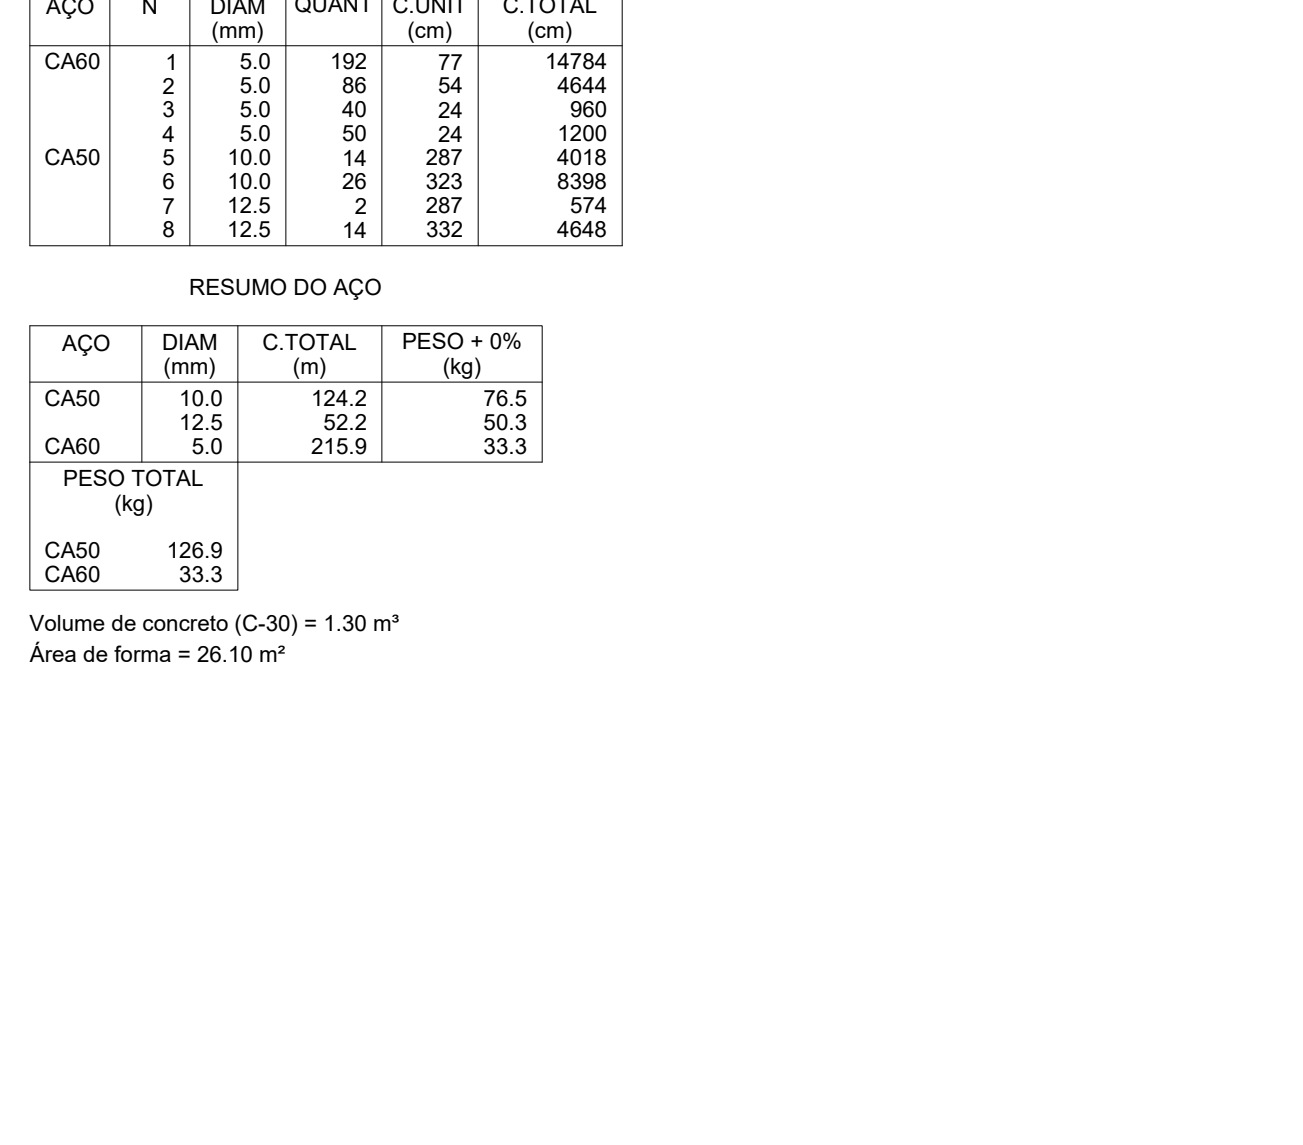 AÇO N DIAM QUANT C.UNIT C.TOTAL
(mm) (cm) (cm)
CA60 1 5.0 192 77 14784
2 5.0 86 54 4644
3 5.0 40 24 960
4 5.0 50 24 1200
CA50 5 10.0 14 287 4018
6 10.0 26 323 8398
7 12.5 2 287 574
8 12.5 14 332 4648
RESUMO DO AÇO
AÇO DIAM C.TOTAL PESO + 0%
(mm) (m) (kg)
CA50 10.0 124.2 76.5
12.5 52.2 50.3
CA60 5.0 215.9 33.3
PESO TOTAL
(kg)
CA50 126.9
CA60 33.3
Volume de concreto (C-30) = 1.30 m³
Área de forma = 26.10 m²